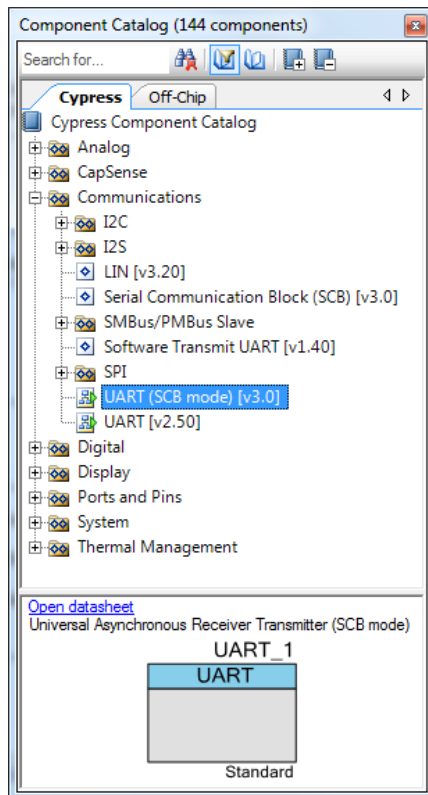 Component Catalog (144 components)
Search for...
Cypress Off-Chip
Cypress Component Catalog
Analog
CapSense
Communications
I2C
I2S
LIN [v3.20]
Serial Communication Block (SCB) [v3.0]
SMBus/PMBus Slave
Software Transmit UART [v1.40]
SPI
UART (SCB mode) [v3.0]
UART [v2.50]
Digital
Display
Ports and Pins
System
Thermal Management
Open datasheet
Universal Asynchronous Receiver Transmitter (SCB mode)
UART_1
UART
Standard